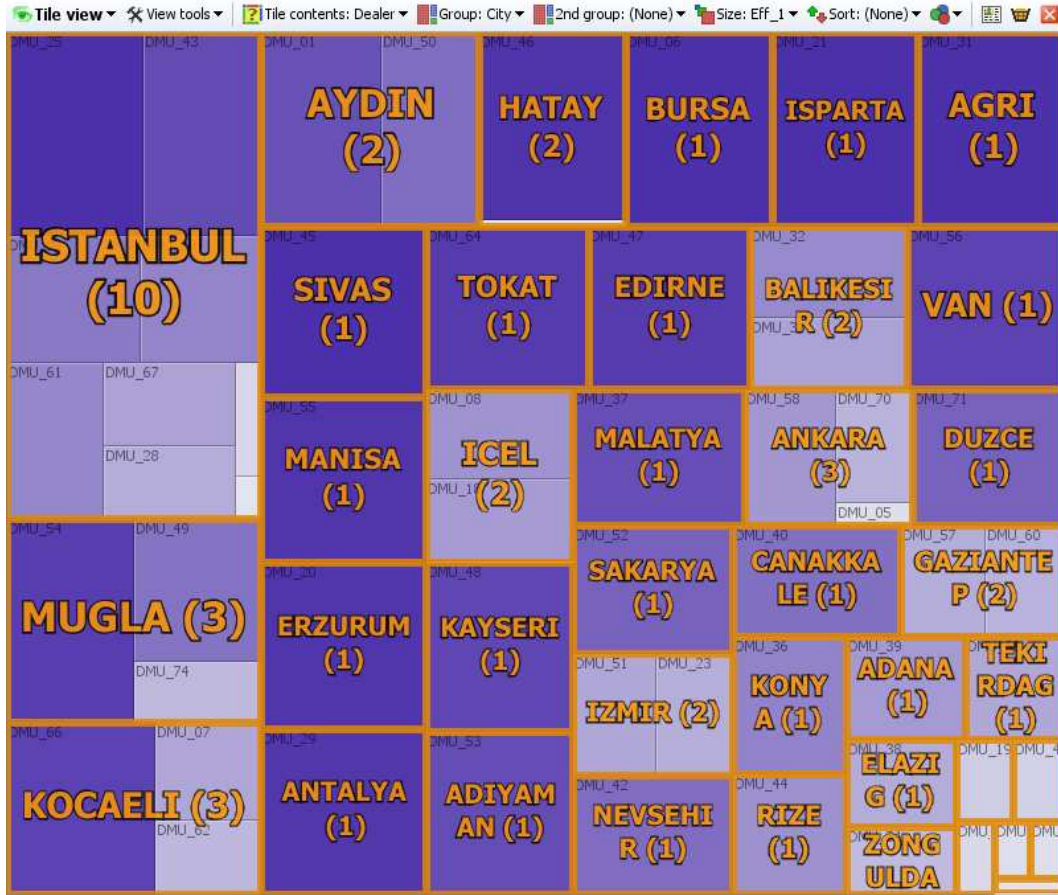 Tile view View tools Tile contents: Dealer Group: City 2nd group: (None) Size: Eff_1 Sort: (None)
DMU_25 DMU_43 DMU_01 DMU_50 DMU_46 DMU_06 DMU_21 DMU_31
AYDIN
(2)
HATAY
(2)
BURSA
(1)
ISPARTA
(1)
AGRI
(1)
ISTANBUL
(10)
DMU_45 DMU_64 DMU_47 DMU_32 DMU_56
SIVAS
(1)
TOKAT
(1)
EDIRNE
(1)
BALIKESI
R (2)
VAN (1)
DMU_61 DMU_67
DMU_28
DMU_55 DMU_08 DMU_37 DMU_58 DMU_70 DMU_71
MANISA
(1)
ICEL
(2)
MALATYA
(1)
ANKARA
(3)
DMU_05
DUZCE
(1)
DMU_54 DMU_49
MUGLA (3)
DMU_74
DMU_52 DMU_40 DMU_57 DMU_60
SAKARYA
(1)
CANAKKA
LE (1)
GAZIANTE
P (2)
DMU_20 DMU_48
ERZURUM
(1)
KAYSERI
(1)
DMU_51 DMU_23 DMU_36 DMU_39
IZMIR (2)
KONY
A (1)
ADANA
(1)
TEKI
RDAG
(1)
DMU_66 DMU_07
KOCAELI (3)
DMU_62
DMU_29 DMU_53
ANTALYA
(1)
ADIYAM
AN (1)
DMU_42 DMU_44 DMU_38 DMU_19
NEVSEHI
R (1)
RIZE
(1)
ELAZI
G (1)
ZONG
ULDA